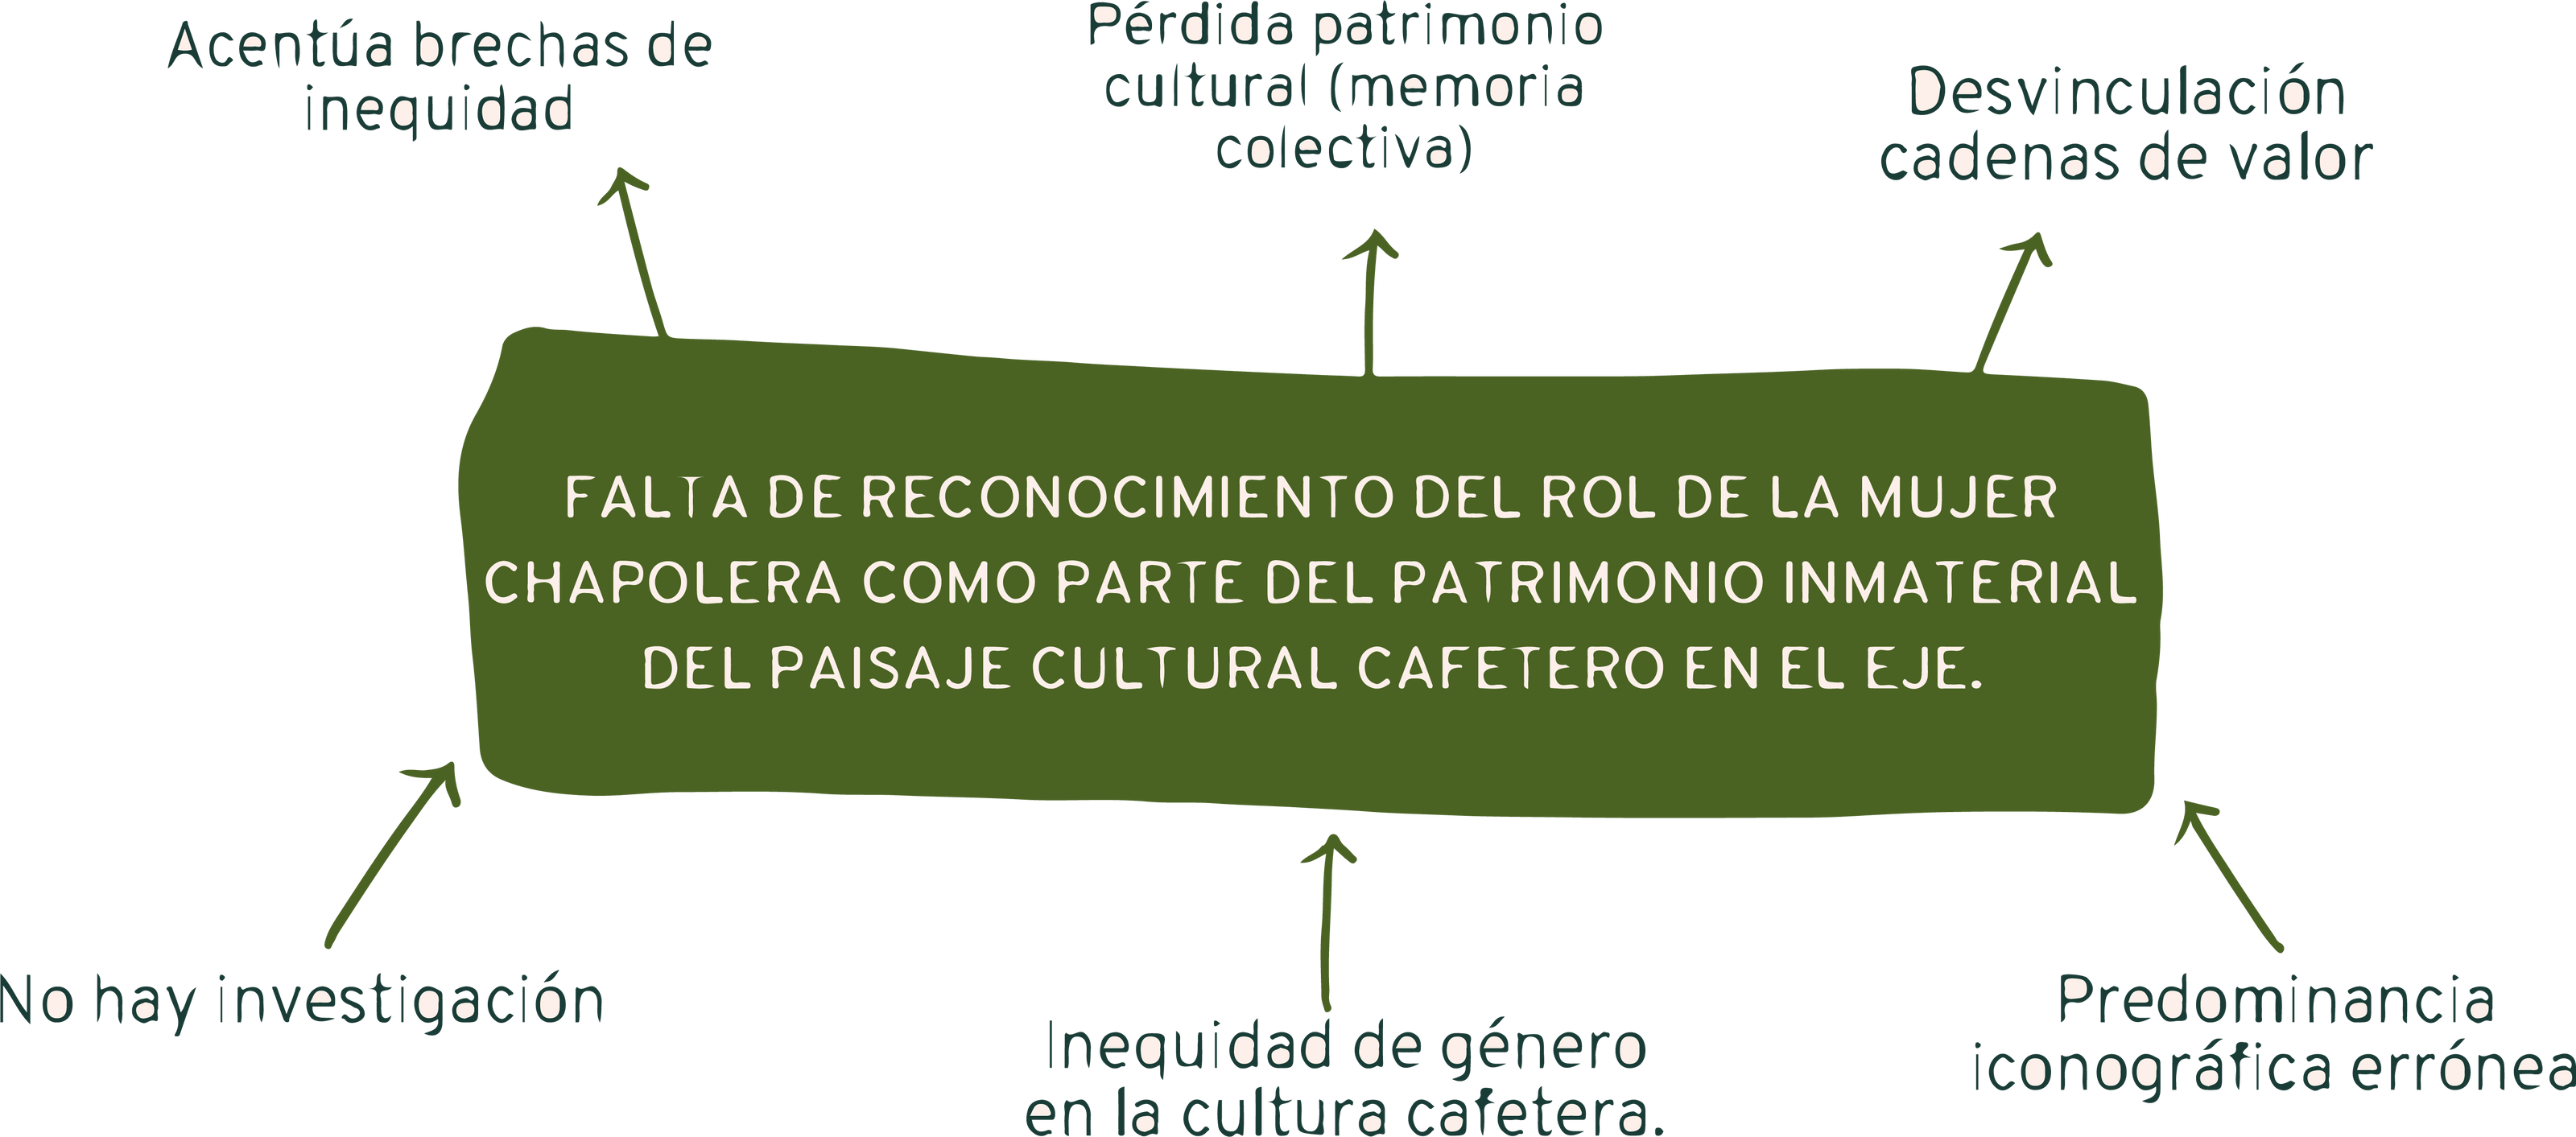 Acentúa brechas de
inequidad
Pérdida patrimonio
cultural (memoria
colectiva)
Desvinculación
cadenas de valor
FALTA DE RECONOCIMIENTO DEL ROL DE LA MUJER
CHAPOLERA COMO PARTE DEL PATRIMONIO INMATERIAL
DEL PAISAJE CULTURAL CAFETERO EN EL EJE.
No hay investigación
Inequidad de género
en la cultura cafetera.
Predominancia
iconográfica errónea